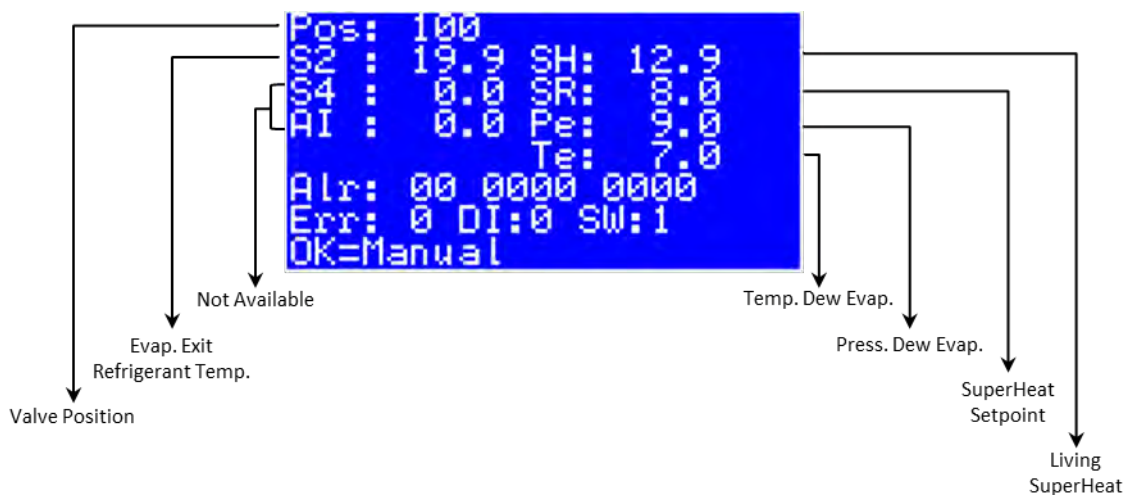 Pos: 100
S2 : 19.9 SH: 12.9
S4 : 0.0 SR: 8.0
AI : 0.0 Pe: 9.0
Te: 7.0
Alr: 00 0000 0000
Err: 0 DI:0 SW:1
OK=Manual
Not Available
Temp. Dew Evap.
Evap. Exit
Refrigerant Temp.
Press. Dew Evap.
SuperHeat
Setpoint
Valve Position
Living
SuperHeat